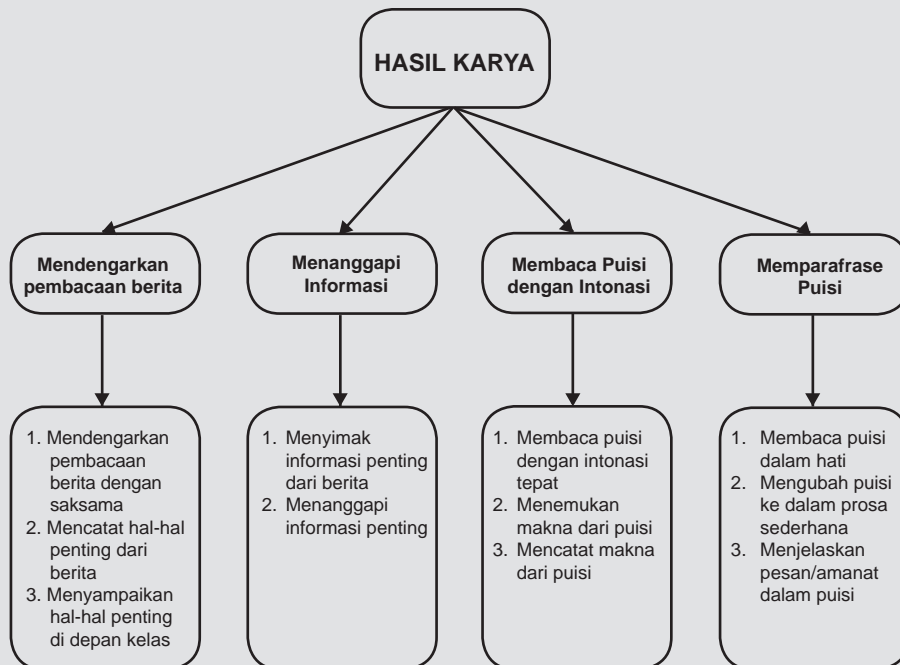 HASIL KARYA
Mendengarkan
pembacaan berita
Menanggapi
Informasi
Membaca Puisi
dengan Intonasi
Memparafrase
Puisi
1. Mendengarkan
pembacaan
berita dengan
saksama
2. Mencatat hal-hal
penting dari
berita
3. Menyampaikan
hal-hal penting
di depan kelas
1. Menyimak
informasi penting
dari berita
2. Menanggapi
informasi penting
1. Membaca puisi
dengan intonasi
tepat
2. Menemukan
makna dari puisi
3. Mencatat makna
dari puisi
1. Membaca puisi
dalam hati
2. Mengubah puisi
ke dalam prosa
sederhana
3. Menjelaskan
pesan/amanat
dalam puisi